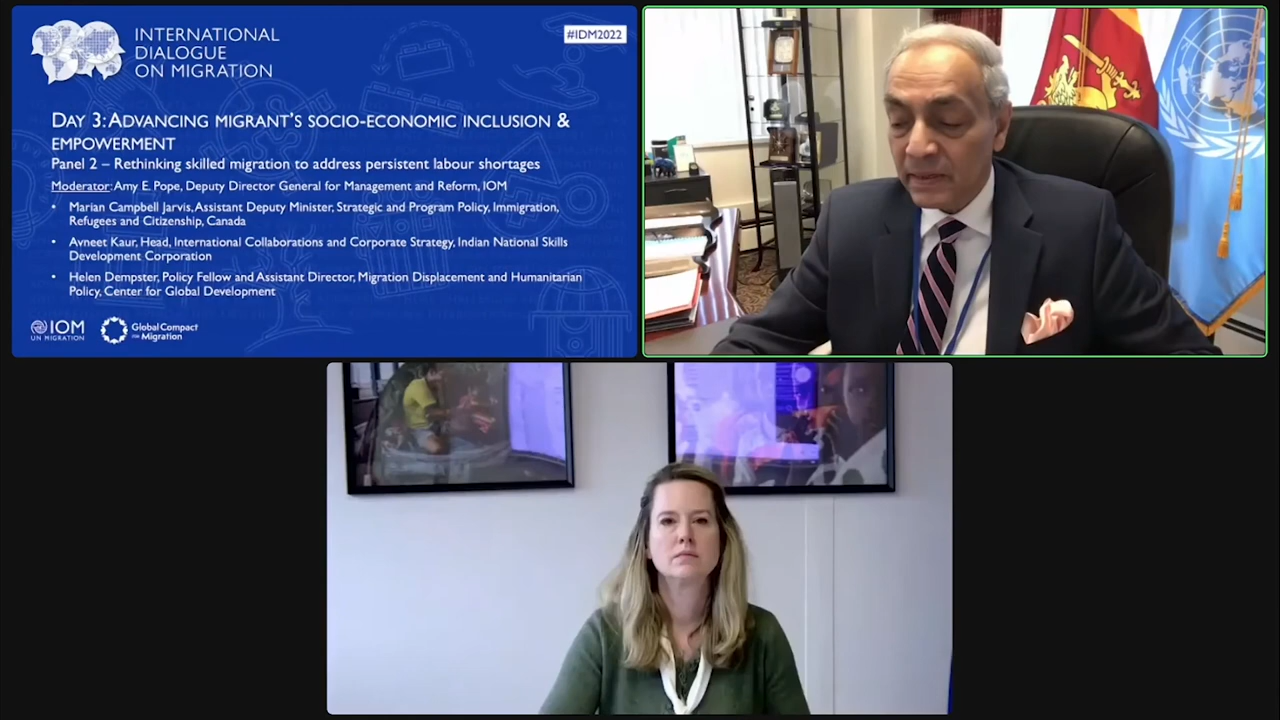 INTERNATIONAL
DIALOGUE
ON MIGRATION
#IDM2022
DAY 3: ADVANCING MIGRANT'S SOCIO-ECONOMIC INCLUSION &
EMPOWERMENT
Panel 2 – Rethinking skilled migration to address persistent labour shortages
Moderator: Amy E. Pope, Deputy Director General for Management and Reform, IOM
• Marian Campbell Jarvis, Assistant Deputy Minister, Strategic and Program Policy, Immigration,
Refugees and Citizenship, Canada
• Avneet Kaur, Head, International Collaborations and Corporate Strategy, Indian National Skills
Development Corporation
• Helen Dempster, Policy Fellow and Assistant Director, Migration Displacement and Humanitarian
Policy, Center for Global Development
IOM
UN MIGRATION
Global Compact
for Migration